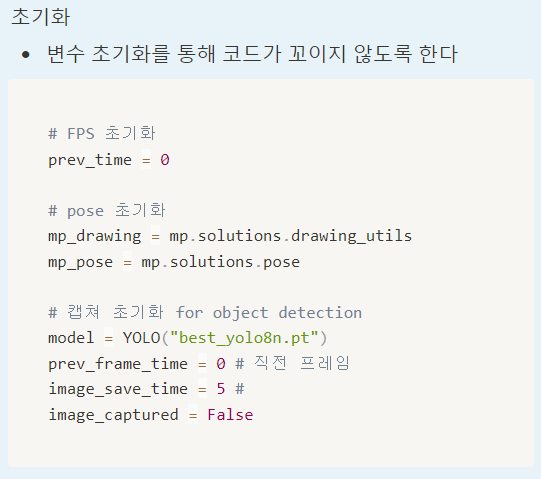 초기화
• 변수 초기화를 통해 코드가 꼬이지 않도록 한다
# FPS 초기화
prev_time = 0
# pose 초기화
mp_drawing = mp.solutions.drawing_utils
mp_pose = mp.solutions.pose
# 캡쳐 초기화 for object detection
model = YOLO("best_yolo8n.pt")
prev_frame_time = 0 # 직전 프레임
image_save_time = 5 #
image_captured = False